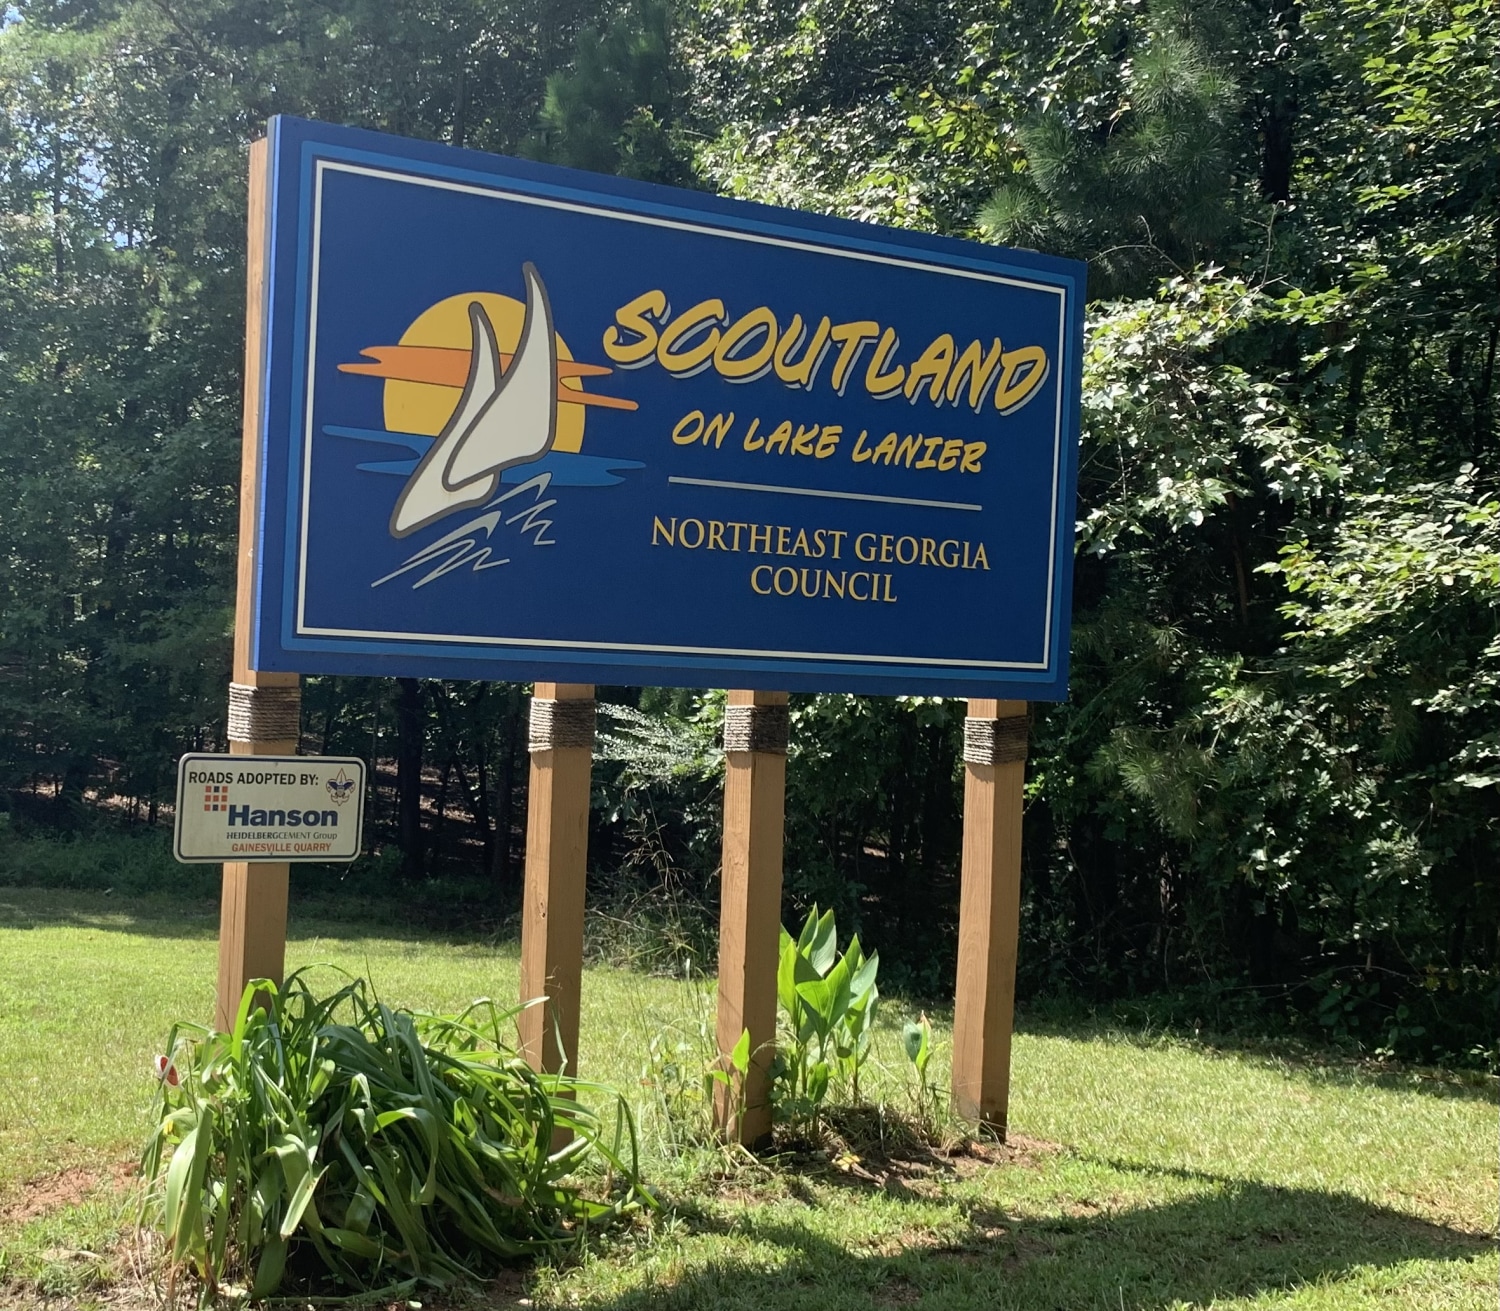 SCOUTLAND
ON LAKE LANIER
NORTHEAST GEORGIA
COUNCIL
ROADS ADOPTED BY:
Hanson
HEIDELBERGCEMENT Group
GAINESVILLE QUARRY